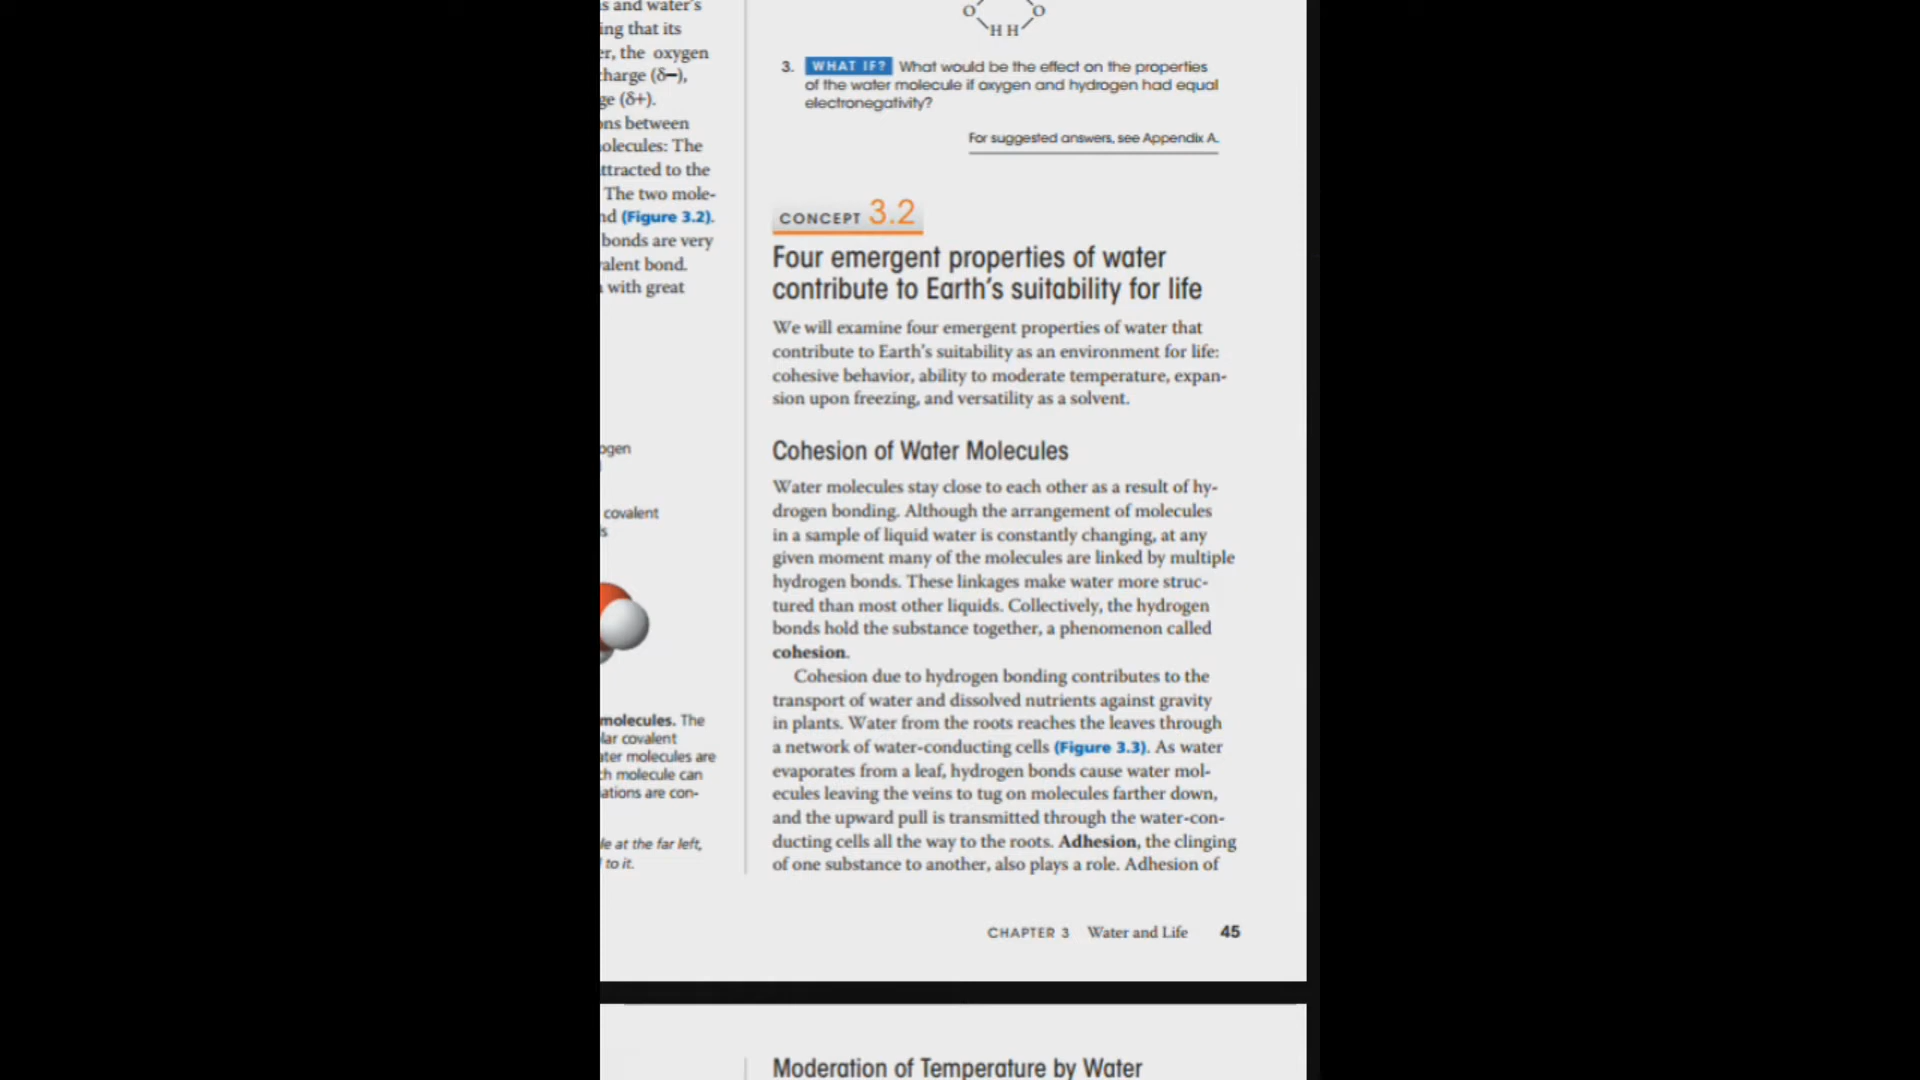 s and water's
ing that its
er, the oxygen
charge (δ−),
ge (δ+).
ons between
olecules: The
ttracted to the
The two mole-
nd (Figure 3.2).
bonds are very
alent bond.
with great
ogen
covalent
s
molecules. The
lar covalent
ater molecules are
ch molecule can
ations are con-
le at the far left,
to it.
O O
H H
3. WHAT IF? What would be the effect on the properties
of the water molecule if oxygen and hydrogen had equal
electronegativity?
For suggested answers, see Appendix A.
CONCEPT 3.2
Four emergent properties of water
contribute to Earth's suitability for life
We will examine four emergent properties of water that
contribute to Earth's suitability as an environment for life:
cohesive behavior, ability to moderate temperature, expan-
sion upon freezing, and versatility as a solvent.
Cohesion of Water Molecules
Water molecules stay close to each other as a result of hy-
drogen bonding. Although the arrangement of molecules
in a sample of liquid water is constantly changing, at any
given moment many of the molecules are linked by multiple
hydrogen bonds. These linkages make water more struc-
tured than most other liquids. Collectively, the hydrogen
bonds hold the substance together, a phenomenon called
cohesion.
Cohesion due to hydrogen bonding contributes to the
transport of water and dissolved nutrients against gravity
in plants. Water from the roots reaches the leaves through
a network of water-conducting cells (Figure 3.3). As water
evaporates from a leaf, hydrogen bonds cause water mol-
ecules leaving the veins to tug on molecules farther down,
and the upward pull is transmitted through the water-con-
ducting cells all the way to the roots. Adhesion, the clinging
of one substance to another, also plays a role. Adhesion of
CHAPTER 3 Water and Life 45
Moderation of Temperature by Water